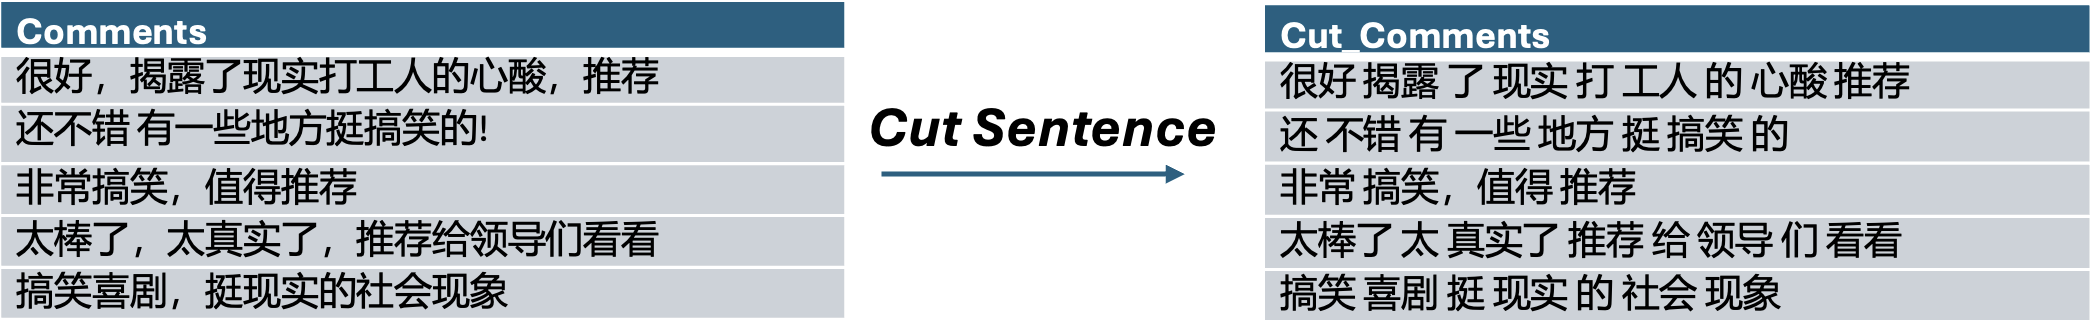 Comments
很好，揭露了现实打工人的心酸，推荐
还不错 有一些地方挺搞笑的!
非常搞笑，值得推荐
太棒了，太真实了，推荐给领导们看看
搞笑喜剧，挺现实的社会现象
Cut Sentence
Cut_Comments
很好 揭露 了 现实 打 工人 的 心酸 推荐
还 不错 有 一些 地方 挺 搞笑 的
非常 搞笑，值得 推荐
太棒了 太 真实了 推荐 给 领导 们 看看
搞笑 喜剧 挺 现实 的 社会 现象